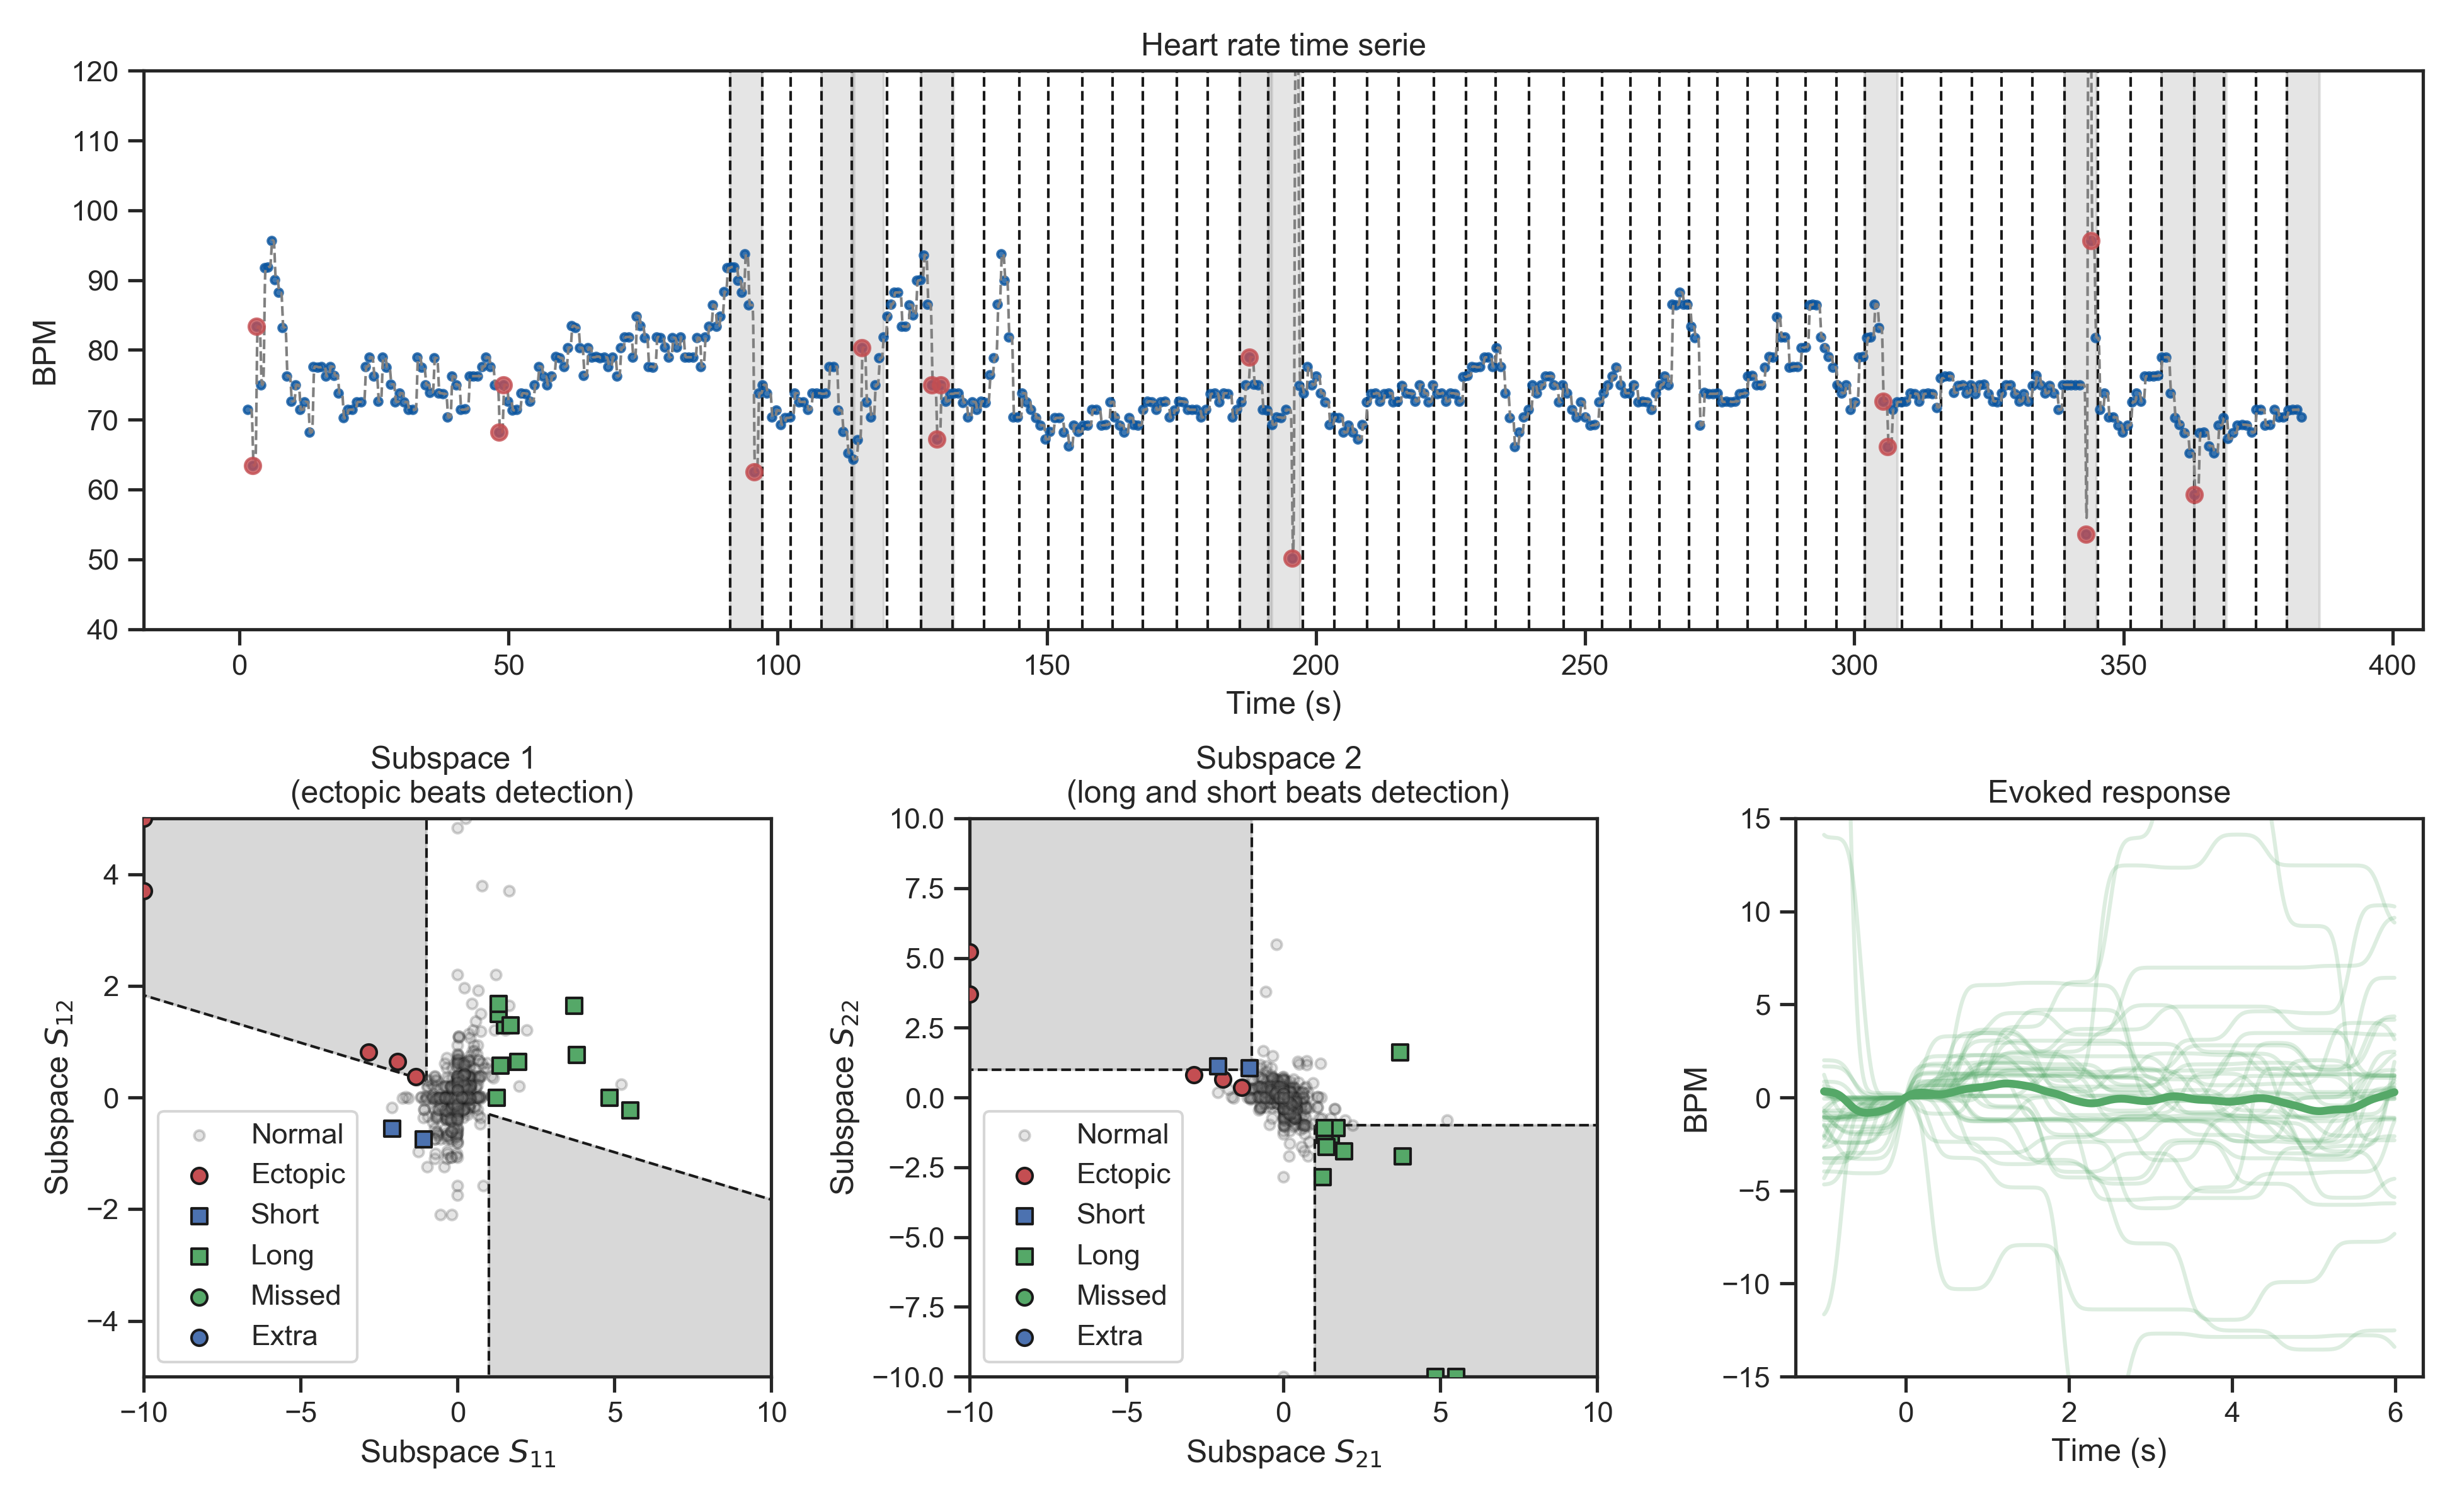 Heart rate time serie
120
110
100
90
80
70
60
50
40
BPM
0 50 100 150 200 250 300 350 400
Time (s)
Subspace 1
(ectopic beats detection)
4
2
0
−2
−4
Subspace S12
Normal
Ectopic
Short
Long
Missed
Extra
−10 −5 0 5 10
Subspace S11
Subspace 2
(long and short beats detection)
10.0
7.5
5.0
2.5
0.0
−2.5
−5.0
−7.5
−10.0
Subspace S22
Normal
Ectopic
Short
Long
Missed
Extra
−10 −5 0 5 10
Subspace S21
Evoked response
15
10
5
0
−5
−10
−15
BPM
0 2 4 6
Time (s)